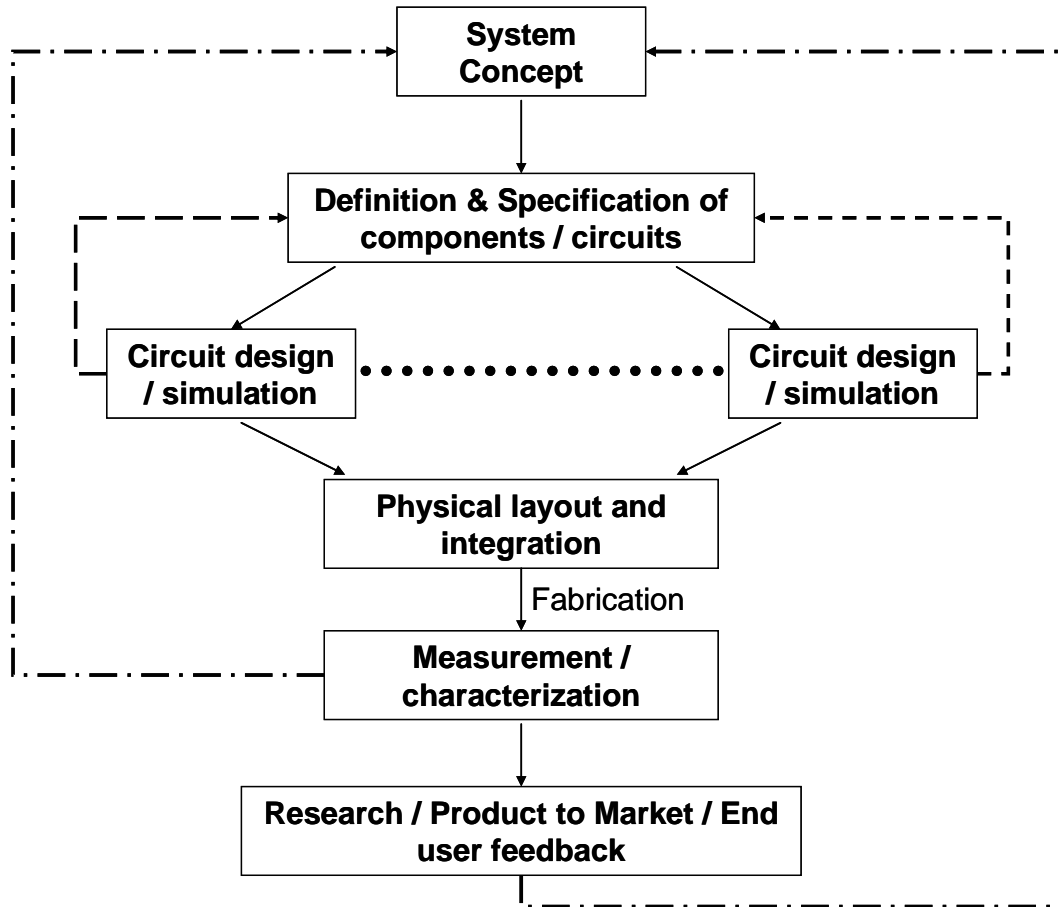 System
Concept
Definition & Specification of
components / circuits
Circuit design
/ simulation
Circuit design
/ simulation
Physical layout and
integration
Fabrication
Measurement /
characterization
Research / Product to Market / End
user feedback